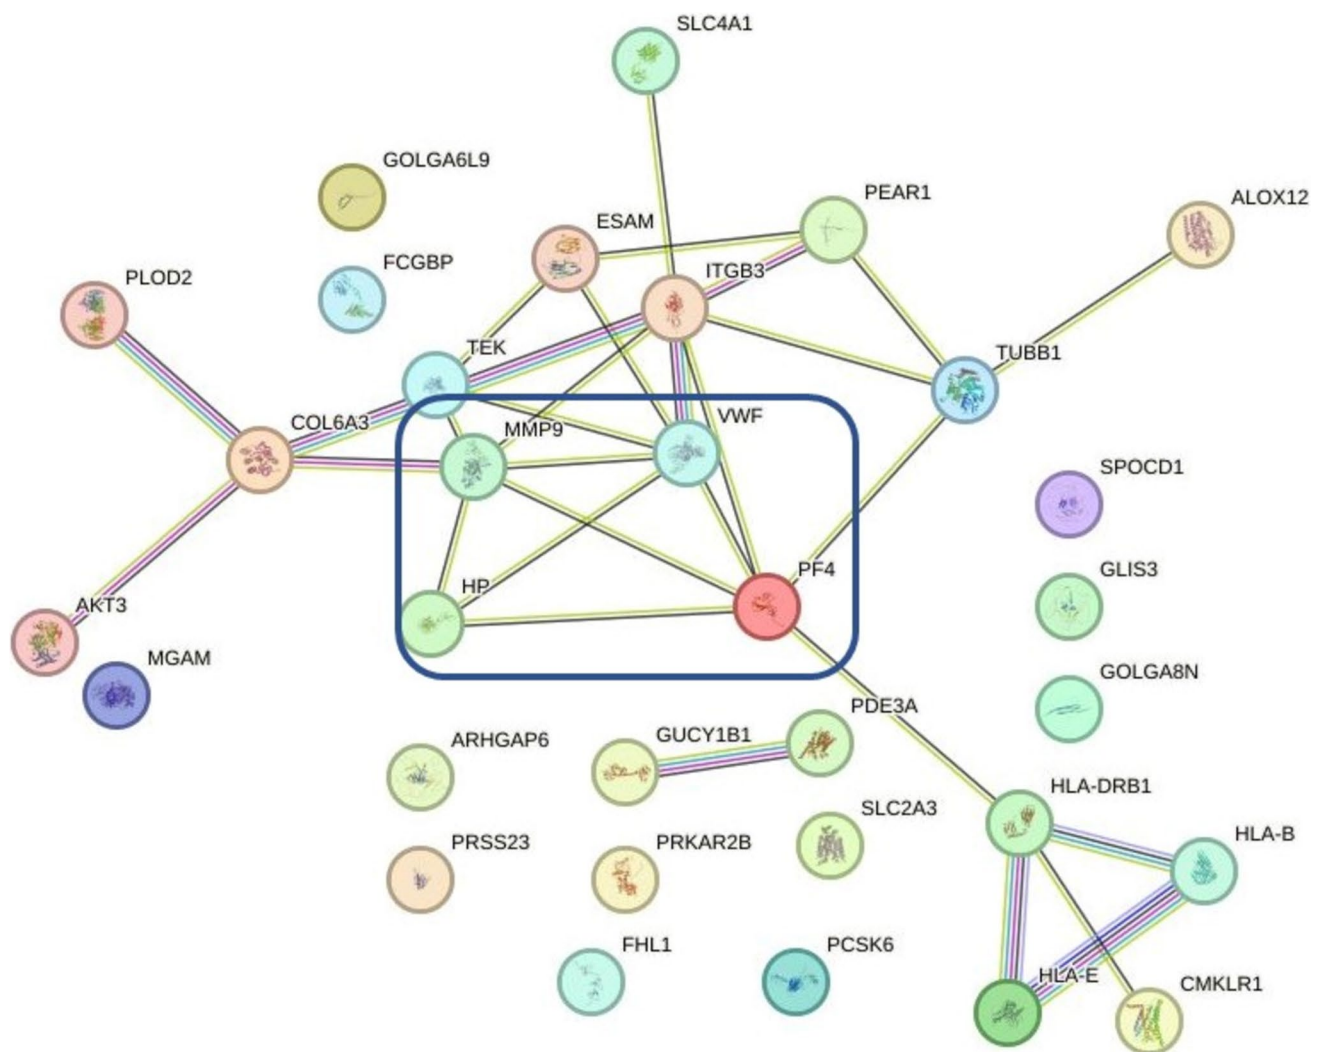 SLC4A1
GOLGA6L9
PEAR1
ALOX12
ESAM
FCGBP
ITGB3
PLOD2
TEK
TUBB1
COL6A3
MMP9
VWF
SPOCD1
PF4
GLIS3
HP
AKT3
MGAM
GOLGA8N
PDE3A
ARHGAP6
GUCY1B1
HLA-DRB1
SLC2A3
HLA-B
PRSS23
PRKAR2B
FHL1
PCSK6
HLA-E
CMKLR1